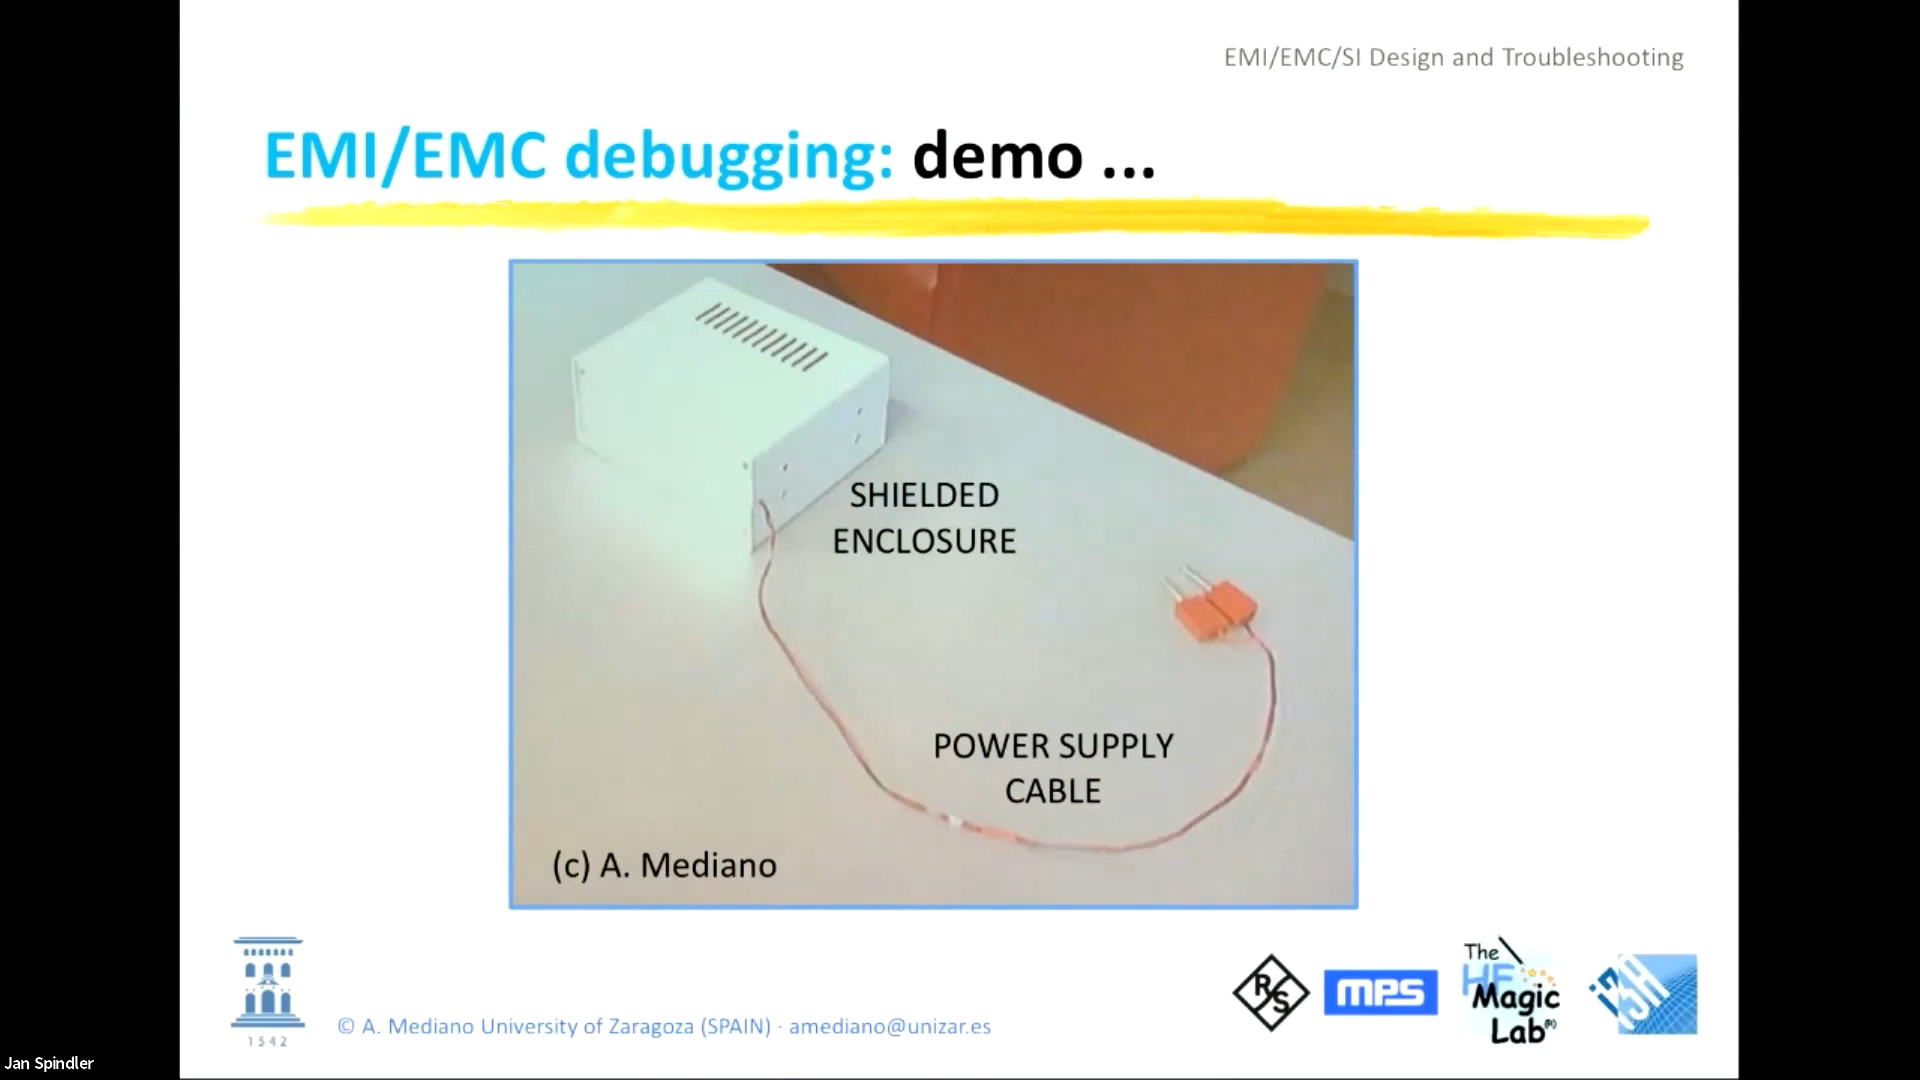 EMI/EMC/SI Design and Troubleshooting
EMI/EMC debugging: demo ...
SHIELDED
ENCLOSURE
POWER SUPPLY
CABLE
(c) A. Mediano
1542
© A. Mediano University of Zaragoza (SPAIN) · amediano@unizar.es
R/S
mps
The
HF
Magic
Lab(R)
Jan Spindler